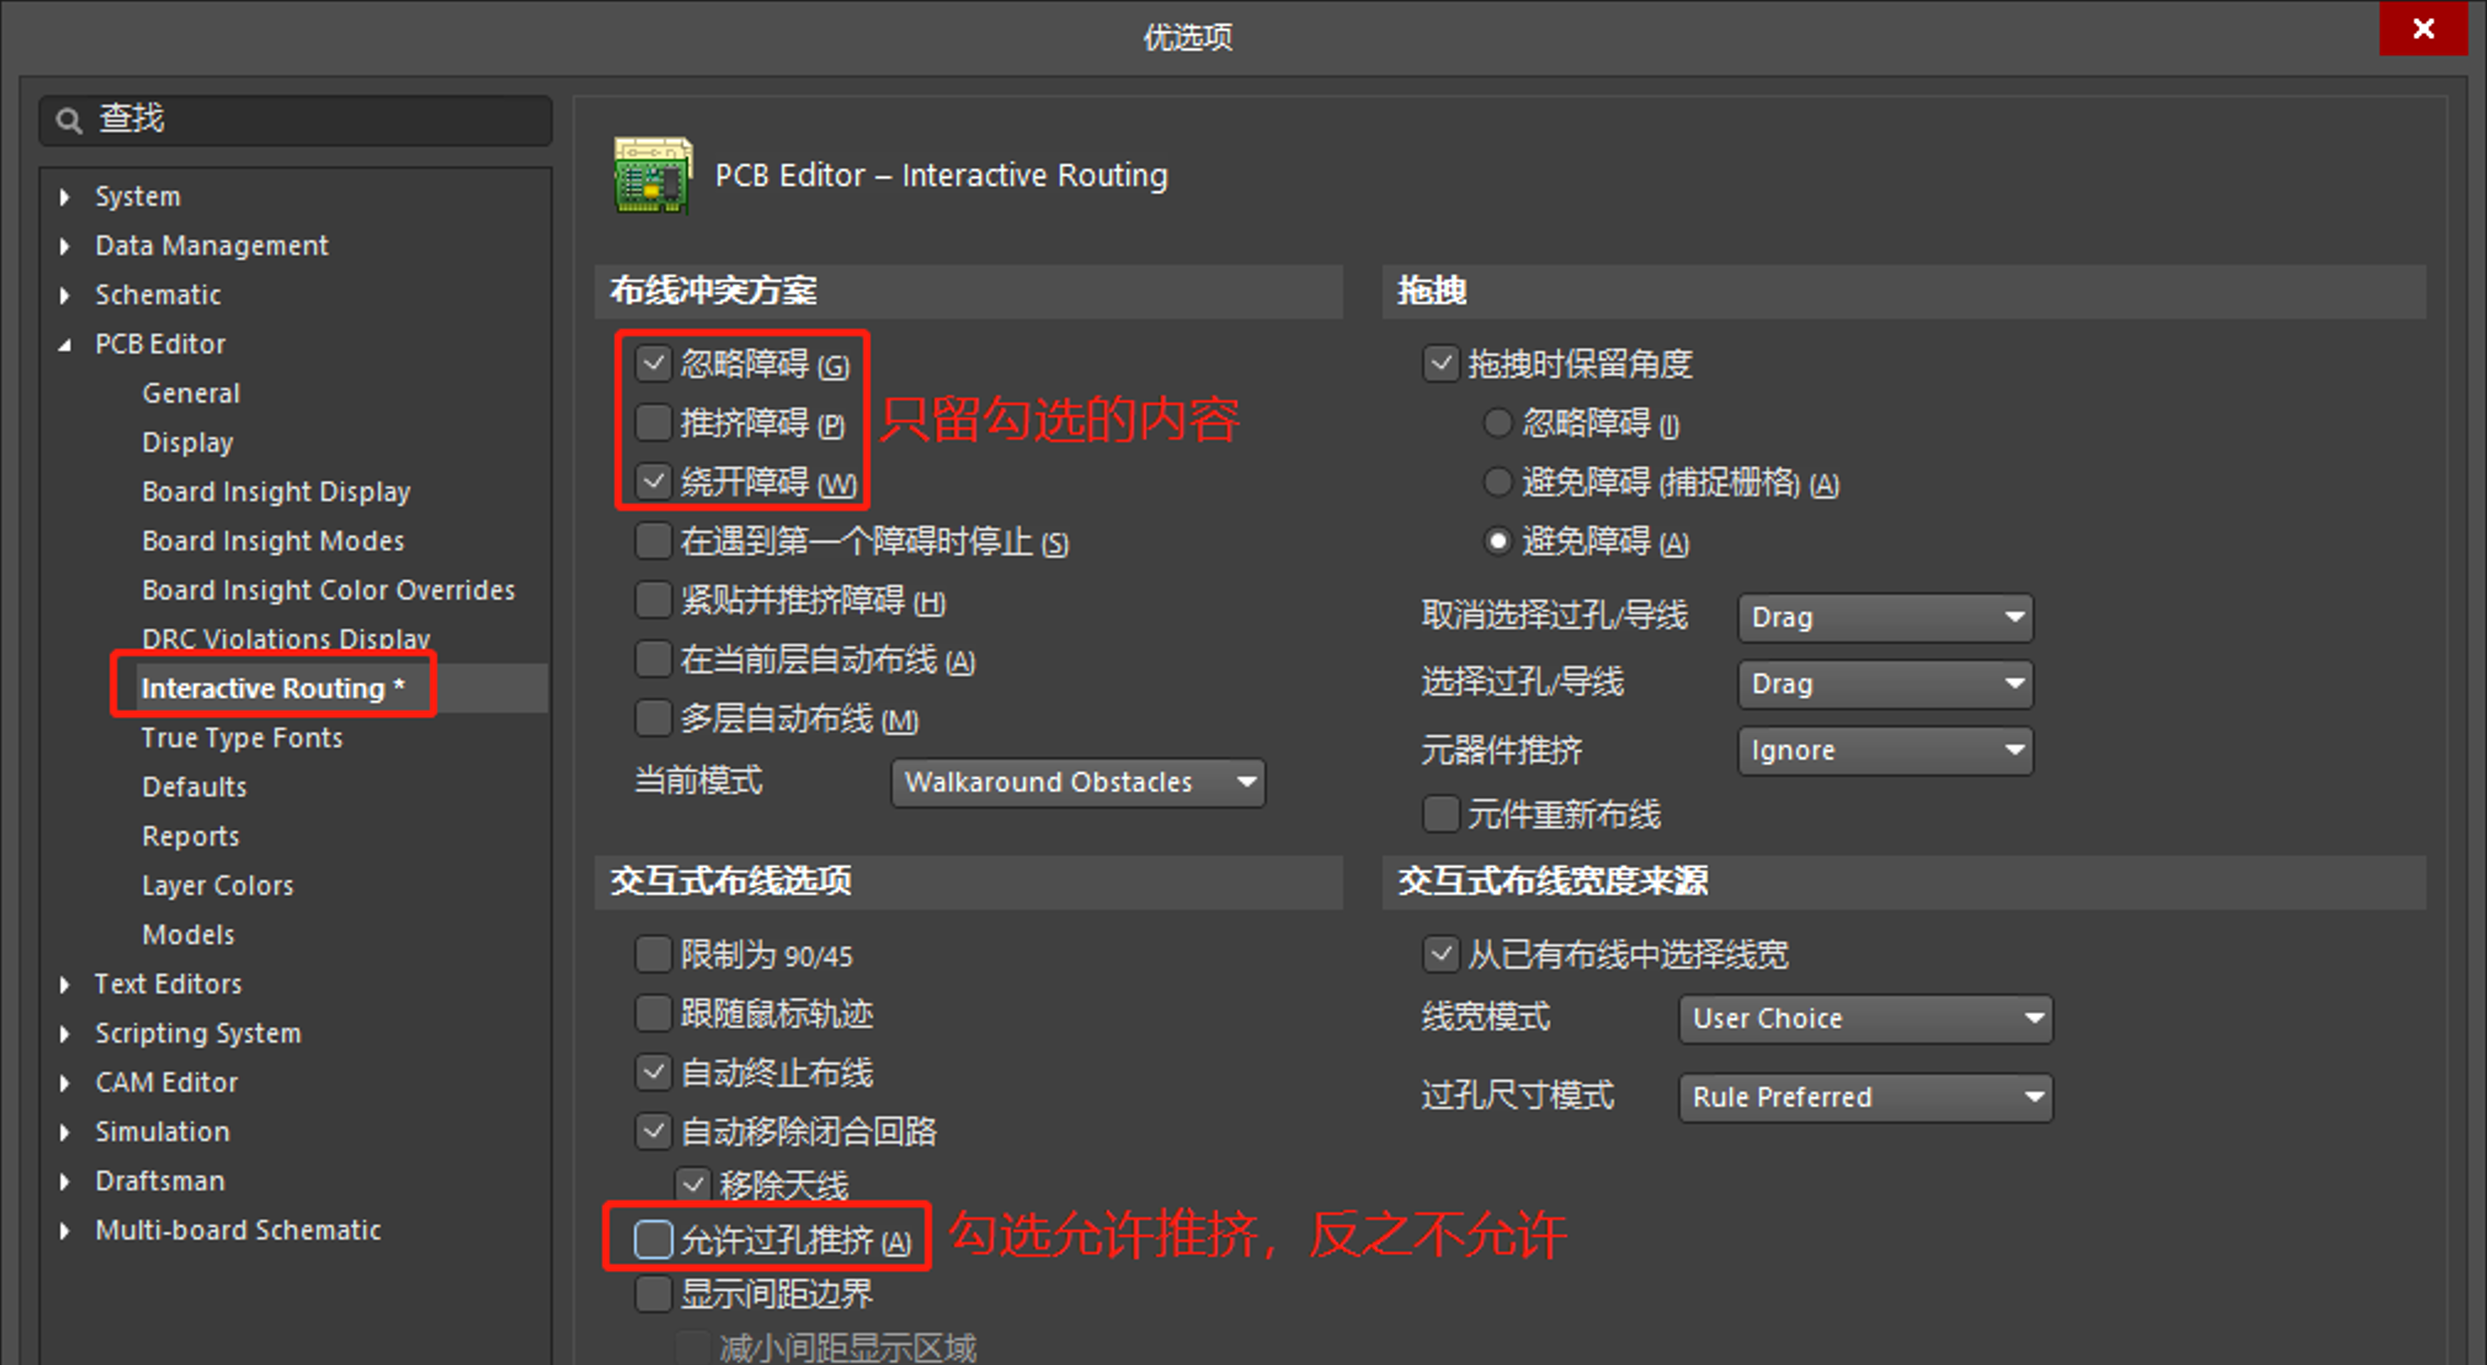 优选项
查找
System
Data Management
Schematic
PCB Editor
General
Display
Board Insight Display
Board Insight Modes
Board Insight Color Overrides
DRC Violations Display
Interactive Routing *
True Type Fonts
Defaults
Reports
Layer Colors
Models
Text Editors
Scripting System
CAM Editor
Simulation
Draftsman
Multi-board Schematic
PCB Editor – Interactive Routing
布线冲突方案
忽略障碍 (G)
推挤障碍 (P)
只留勾选的内容
绕开障碍 (W)
在遇到第一个障碍时停止 (S)
紧贴并推挤障碍 (H)
在当前层自动布线 (A)
多层自动布线 (M)
当前模式 Walkaround Obstacles
拖拽
拖拽时保留角度
忽略障碍 (I)
避免障碍 (捕捉栅格) (A)
避免障碍 (A)
取消选择过孔/导线 Drag
选择过孔/导线 Drag
元器件推挤 Ignore
元件重新布线
交互式布线选项
限制为 90/45
跟随鼠标轨迹
自动终止布线
自动移除闭合回路
移除天线
允许过孔推挤 (A) 勾选允许推挤，反之不允许
显示间距边界
减小间距显示区域
交互式布线宽度来源
从已有布线中选择线宽
线宽模式 User Choice
过孔尺寸模式 Rule Preferred